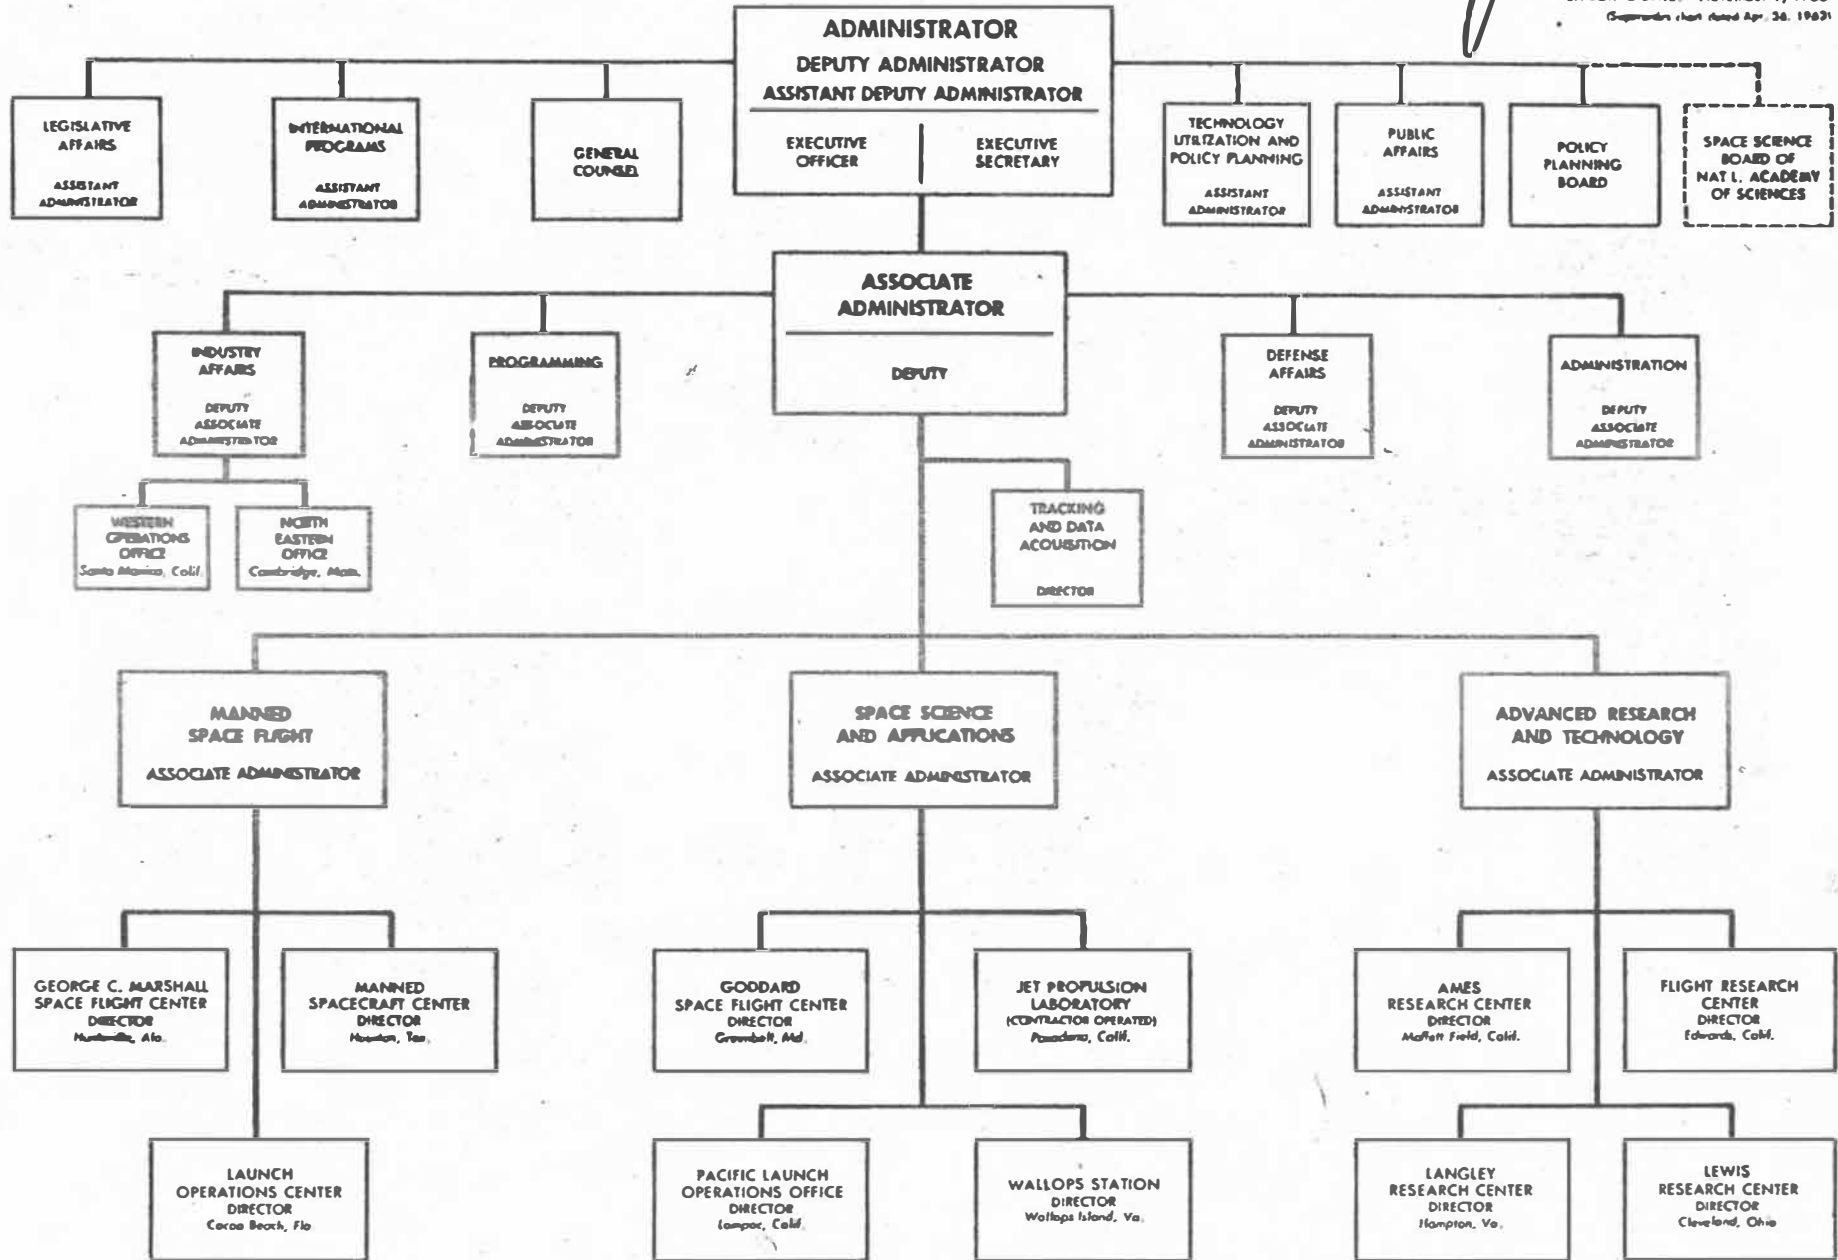 (Supersedes chart dated Apr. 26, 1963)
ADMINISTRATOR
DEPUTY ADMINISTRATOR
ASSISTANT DEPUTY ADMINISTRATOR
EXECUTIVE
OFFICER
EXECUTIVE
SECRETARY
LEGISLATIVE
AFFAIRS
ASSISTANT
ADMINISTRATOR
INTERNATIONAL
PROGRAMS
ASSISTANT
ADMINISTRATOR
GENERAL
COUNSEL
TECHNOLOGY
UTILIZATION AND
POLICY PLANNING
ASSISTANT
ADMINISTRATOR
PUBLIC
AFFAIRS
ASSISTANT
ADMINISTRATOR
POLICY
PLANNING
BOARD
SPACE SCIENCE
BOARD OF
NAT L. ACADEMY
OF SCIENCES
ASSOCIATE
ADMINISTRATOR
DEPUTY
INDUSTRY
AFFAIRS
DEPUTY
ASSOCIATE
ADMINISTRATOR
PROGRAMMING
DEPUTY
ASSOCIATE
ADMINISTRATOR
DEFENSE
AFFAIRS
DEPUTY
ASSOCIATE
ADMINISTRATOR
ADMINISTRATION
DEPUTY
ASSOCIATE
ADMINISTRATOR
WESTERN
OPERATIONS
OFFICE
Santa Monica, Calif.
NORTH
EASTERN
OFFICE
Cambridge, Mass.
TRACKING
AND DATA
ACQUISITION
DIRECTOR
MANNED
SPACE FLIGHT
ASSOCIATE ADMINISTRATOR
SPACE SCIENCE
AND APPLICATIONS
ASSOCIATE ADMINISTRATOR
ADVANCED RESEARCH
AND TECHNOLOGY
ASSOCIATE ADMINISTRATOR
GEORGE C. MARSHALL
SPACE FLIGHT CENTER
DIRECTOR
Huntsville, Ala.
MANNED
SPACECRAFT CENTER
DIRECTOR
Houston, Tex.
GODDARD
SPACE FLIGHT CENTER
DIRECTOR
Greenbelt, Md.
JET PROPULSION
LABORATORY
(CONTRACTOR OPERATED)
Pasadena, Calif.
AMES
RESEARCH CENTER
DIRECTOR
Moffett Field, Calif.
FLIGHT RESEARCH
CENTER
DIRECTOR
Edwards, Calif.
LAUNCH
OPERATIONS CENTER
DIRECTOR
Cocoa Beach, Fla.
PACIFIC LAUNCH
OPERATIONS OFFICE
DIRECTOR
Lompoc, Calif.
WALLOPS STATION
DIRECTOR
Wallops Island, Va.
LANGLEY
RESEARCH CENTER
DIRECTOR
Hampton, Va.
LEWIS
RESEARCH CENTER
DIRECTOR
Cleveland, Ohio